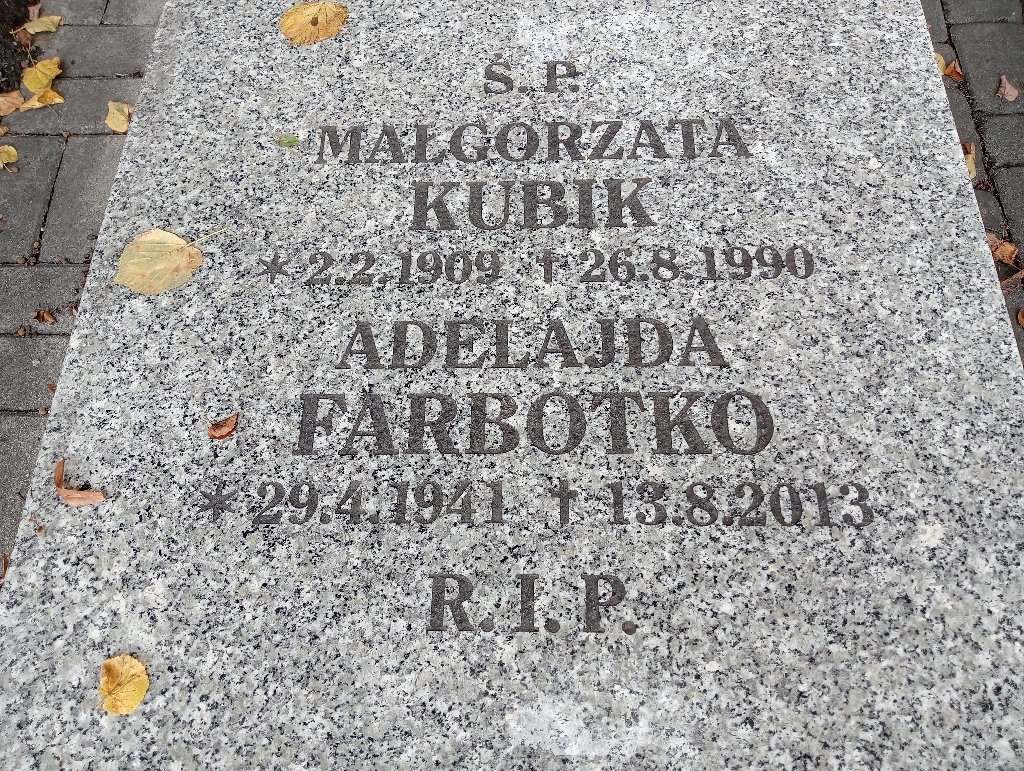 Ś. P.
MAŁGORZATA
KUBIK
* 2.2.1909 † 26.8.1990
ADELAJDA
FARBOTKO
* 29.4.1941 † 13.8.2013
R.I.P.